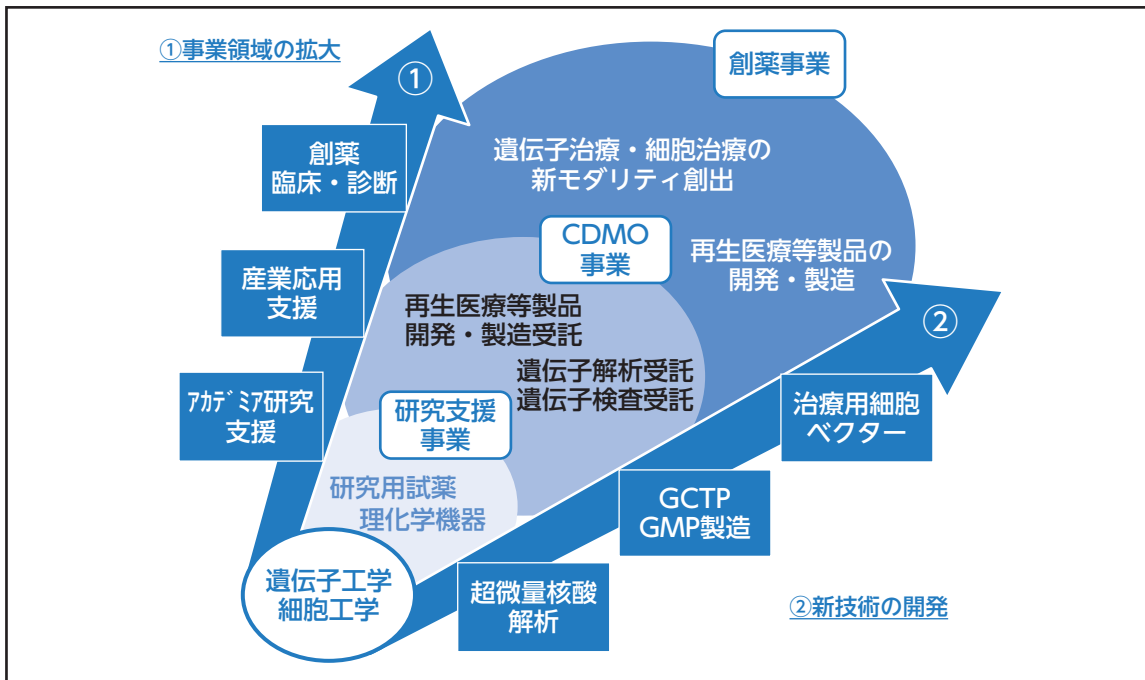 ①事業領域の拡大
①
創薬事業
創薬
臨床・診断
遺伝子治療・細胞治療の
新モダリティ創出
CDMO
事業
再生医療等製品の
開発・製造
産業応用
支援
再生医療等製品
開発・製造受託
②
遺伝子解析受託
遺伝子検査受託
アカデミア研究
支援
研究支援
事業
治療用細胞
ベクター
研究用試薬
理化学機器
GCTP
GMP製造
遺伝子工学
細胞工学
超微量核酸
解析
②新技術の開発